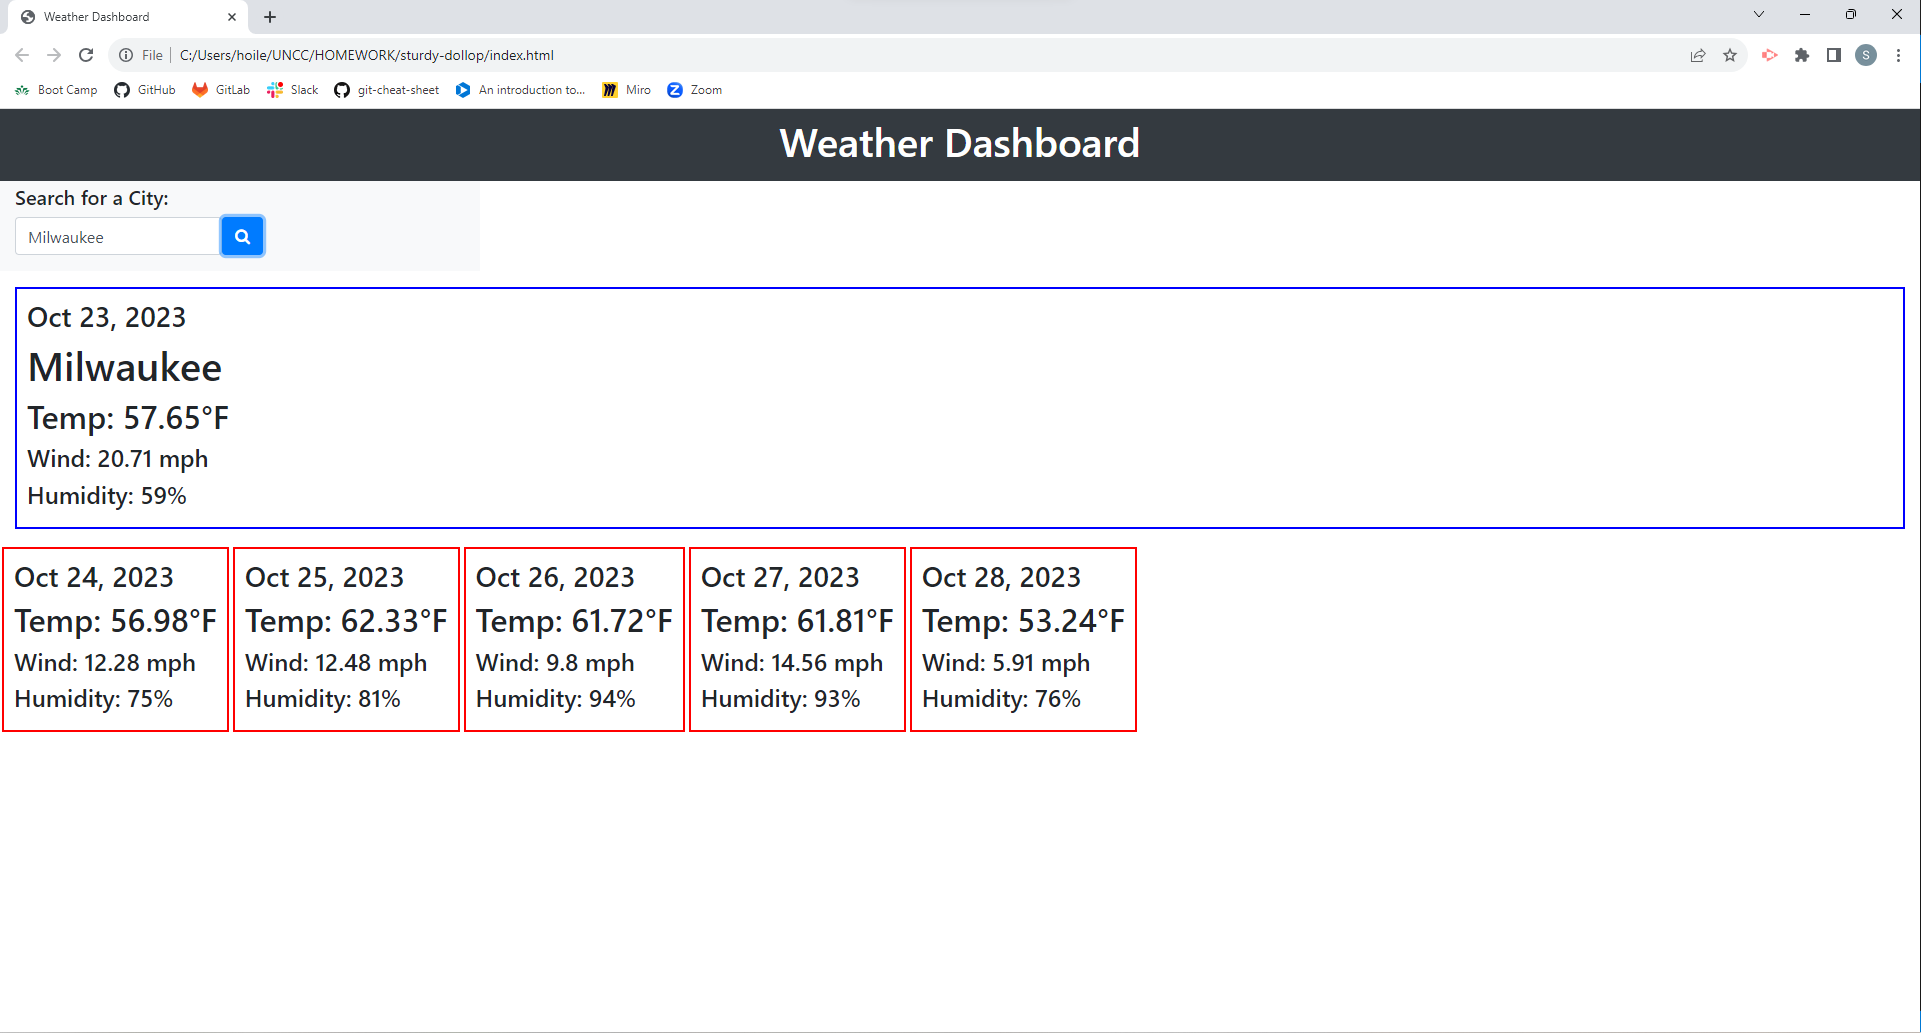 Weather Dashboard
File C:/Users/hoile/UNCC/HOMEWORK/sturdy-dollop/index.html S
Boot Camp GitHub GitLab Slack git-cheat-sheet An introduction to... Miro Zoom
Weather Dashboard
Search for a City:
Milwaukee
Oct 23, 2023
Milwaukee
Temp: 57.65°F
Wind: 20.71 mph
Humidity: 59%
Oct 24, 2023
Temp: 56.98°F
Wind: 12.28 mph
Humidity: 75%
Oct 25, 2023
Temp: 62.33°F
Wind: 12.48 mph
Humidity: 81%
Oct 26, 2023
Temp: 61.72°F
Wind: 9.8 mph
Humidity: 94%
Oct 27, 2023
Temp: 61.81°F
Wind: 14.56 mph
Humidity: 93%
Oct 28, 2023
Temp: 53.24°F
Wind: 5.91 mph
Humidity: 76%